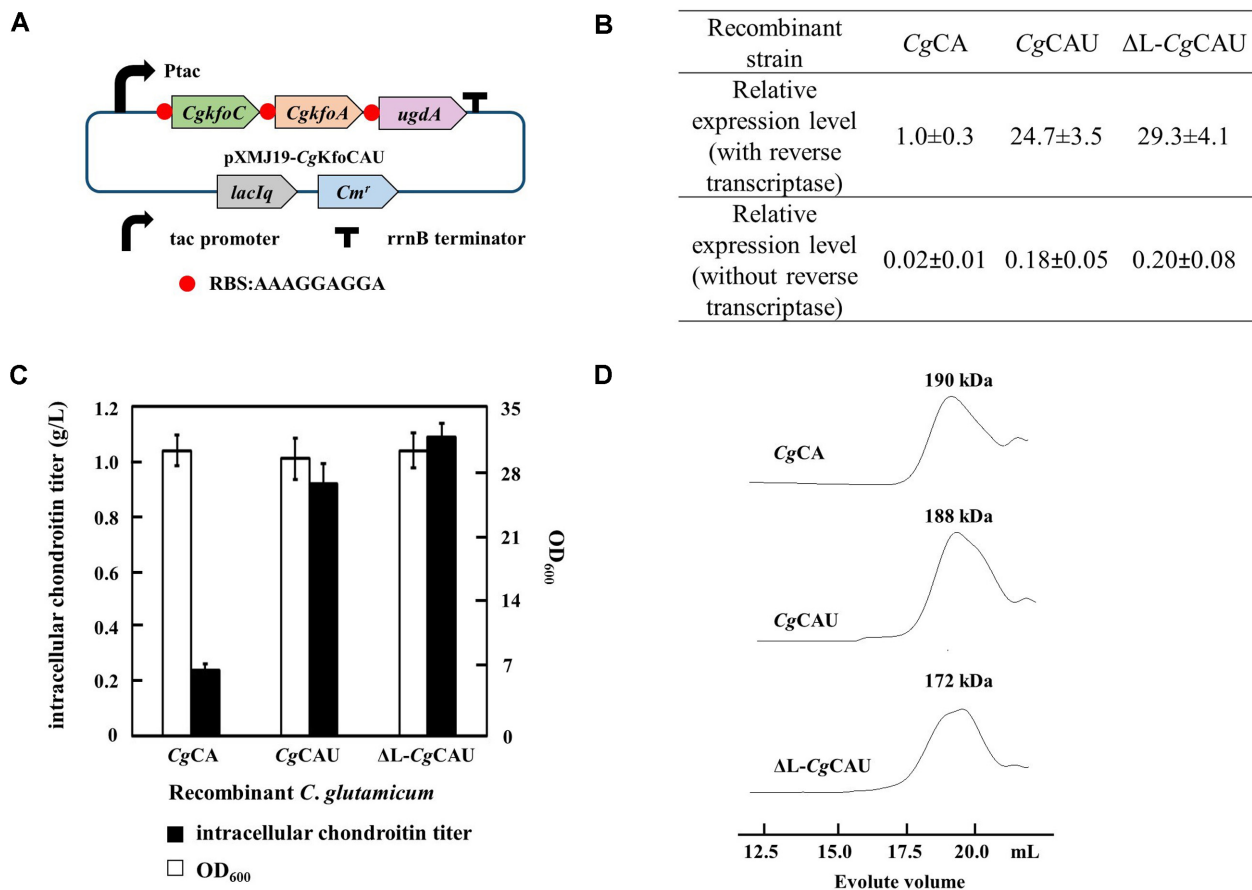 A
Ptac
CgkfoC
CgkfoA
ugdA
pXMJ19-CgKfoCAU
lacIq
Cmʳ
tac promoter
rrnB terminator
RBS:AAAGGAGGA
B
Recombinant strain CgCA CgCAU ΔL-CgCAU
Relative
expression level
(with reverse
transcriptase)
1.0±0.3 24.7±3.5 29.3±4.1
Relative
expression level
(without reverse
transcriptase)
0.02±0.01 0.18±0.05 0.20±0.08
C
intracellular chondroitin titer (g/L)
1.2
1.0
0.8
0.6
0.4
0.2
0
35
28
21
14
7
0
OD₆₀₀
CgCA CgCAU ΔL-CgCAU
Recombinant C. glutamicum
intracellular chondroitin titer
OD₆₀₀
D
190 kDa
CgCA
188 kDa
CgCAU
172 kDa
ΔL-CgCAU
12.5 15.0 17.5 20.0 mL
Evolute volume